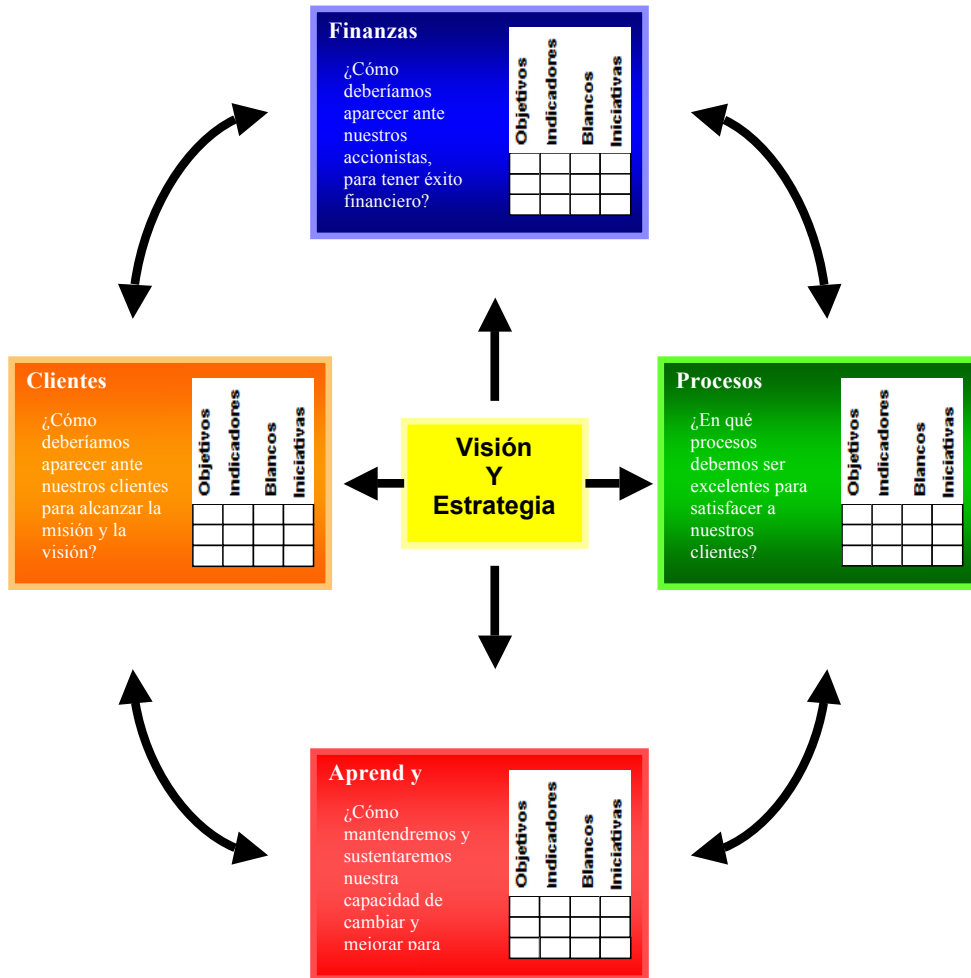 Finanzas
¿Cómo
deberíamos
aparecer ante
nuestros
accionistas,
para tener éxito
financiero?
Objetivos
Indicadores
Blancos
Iniciativas
Clientes
¿Cómo
deberíamos
aparecer ante
nuestros clientes
para alcanzar la
misión y la
visión?
Objetivos
Indicadores
Blancos
Iniciativas
Visión
Y
Estrategia
Procesos
¿En qué
procesos
debemos ser
excelentes para
satisfacer a
nuestros
clientes?
Objetivos
Indicadores
Blancos
Iniciativas
Aprend y
¿Cómo
mantendremos y
sustentaremos
nuestra
capacidad de
cambiar y
mejorar para
Objetivos
Indicadores
Blancos
Iniciativas